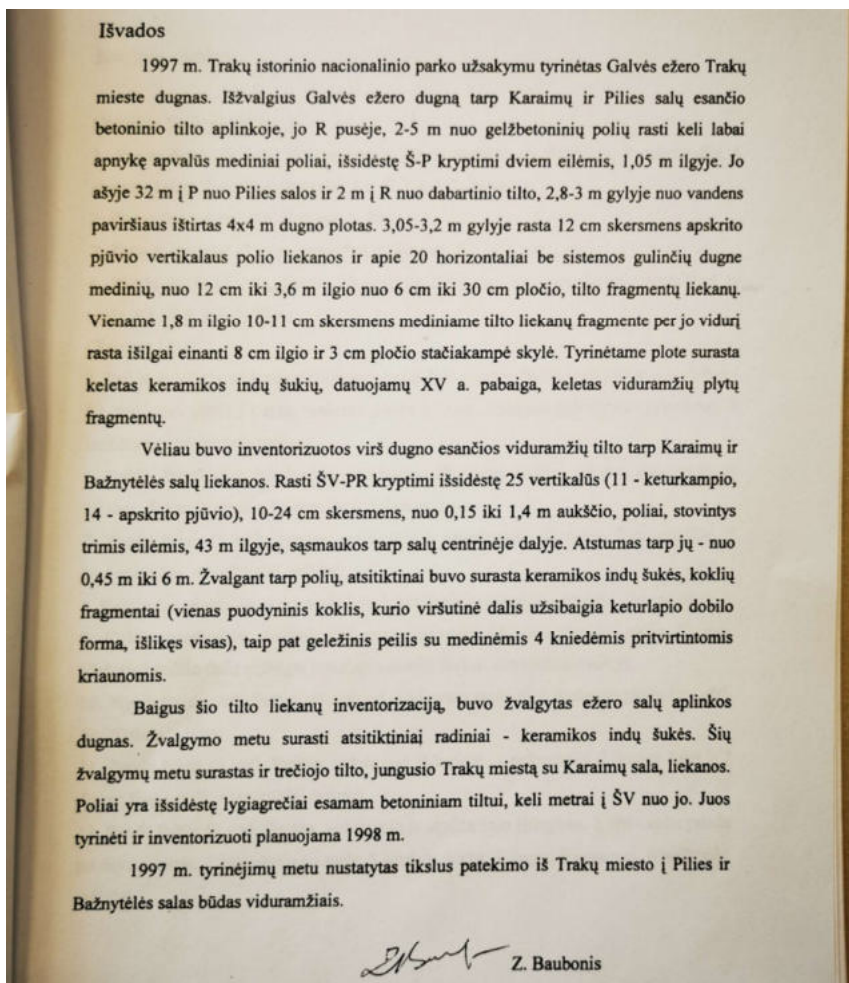 Išvados
1997 m. Trakų istorinio nacionalinio parko užsakymu tyrinėtas Galvės ežero Trakų
mieste dugnas. Išžvalgius Galvės ežero dugną tarp Karaimų ir Pilies salų esančio
betoninio tilto aplinkoje, jo R pusėje, 2-5 m nuo gelžbetoninių polių rasti keli labai
apnykę apvalūs mediniai poliai, išsidėstę Š-P kryptimi dviem eilėmis, 1,05 m ilgyje. Jo
ašyje 32 m į P nuo Pilies salos ir 2 m į R nuo dabartinio tilto, 2,8-3 m gylyje nuo vandens
paviršiaus ištirtas 4x4 m dugno plotas. 3,05-3,2 m gylyje rasta 12 cm skersmens apskrito
pjūvio vertikalaus polio liekanos ir apie 20 horizontaliai be sistemos gulinčių dugne
medinių, nuo 12 cm iki 3,6 m ilgio nuo 6 cm iki 30 cm pločio, tilto fragmentų liekanų.
Viename 1,8 m ilgio 10-11 cm skersmens mediniame tilto liekanų fragmente per jo vidurį
rasta išilgai einanti 8 cm ilgio ir 3 cm pločio stačiakampė skylė. Tyrinėtame plote surasta
keletas keramikos indų šukių, datuojamų XV a. pabaiga, keletas viduramžių plytų
fragmentų.
Vėliau buvo inventorizuotos virš dugno esančios viduramžių tilto tarp Karaimų ir
Bažnytėlės salų liekanos. Rasti ŠV-PR kryptimi išsidėstę 25 vertikalūs (11 - keturkampio,
14 - apskrito pjūvio), 10-24 cm skersmens, nuo 0,15 iki 1,4 m aukščio, poliai, stovintys
trimis eilėmis, 43 m ilgyje, sąsmaukos tarp salų centrinėje dalyje. Atstumas tarp jų - nuo
0,45 m iki 6 m. Žvalgant tarp polių, atsitiktinai buvo surasta keramikos indų šukės, koklių
fragmentai (vienas puodyninis koklis, kurio viršutinė dalis užsibaigia keturlapio dobilo
forma, išlikęs visas), taip pat geležinis peilis su medinėmis 4 kniedėmis pritvirtintomis
kriaunomis.
Baigus šio tilto liekanų inventorizaciją, buvo žvalgytas ežero salų aplinkos
dugnas. Žvalgymo metu surasti atsitiktiniai radiniai - keramikos indų šukės. Šių
žvalgymų metu surastas ir trečiojo tilto, jungusio Trakų miestą su Karaimų sala, liekanos.
Poliai yra išsidėstę lygiagrečiai esamam betoniniam tiltui, keli metrai į ŠV nuo jo. Juos
tyrinėti ir inventorizuoti planuojama 1998 m.
1997 m. tyrinėjimų metu nustatytas tikslus patekimo iš Trakų miesto į Pilies ir
Bažnytėlės salas būdas viduramžiais.
Z. Baubonis